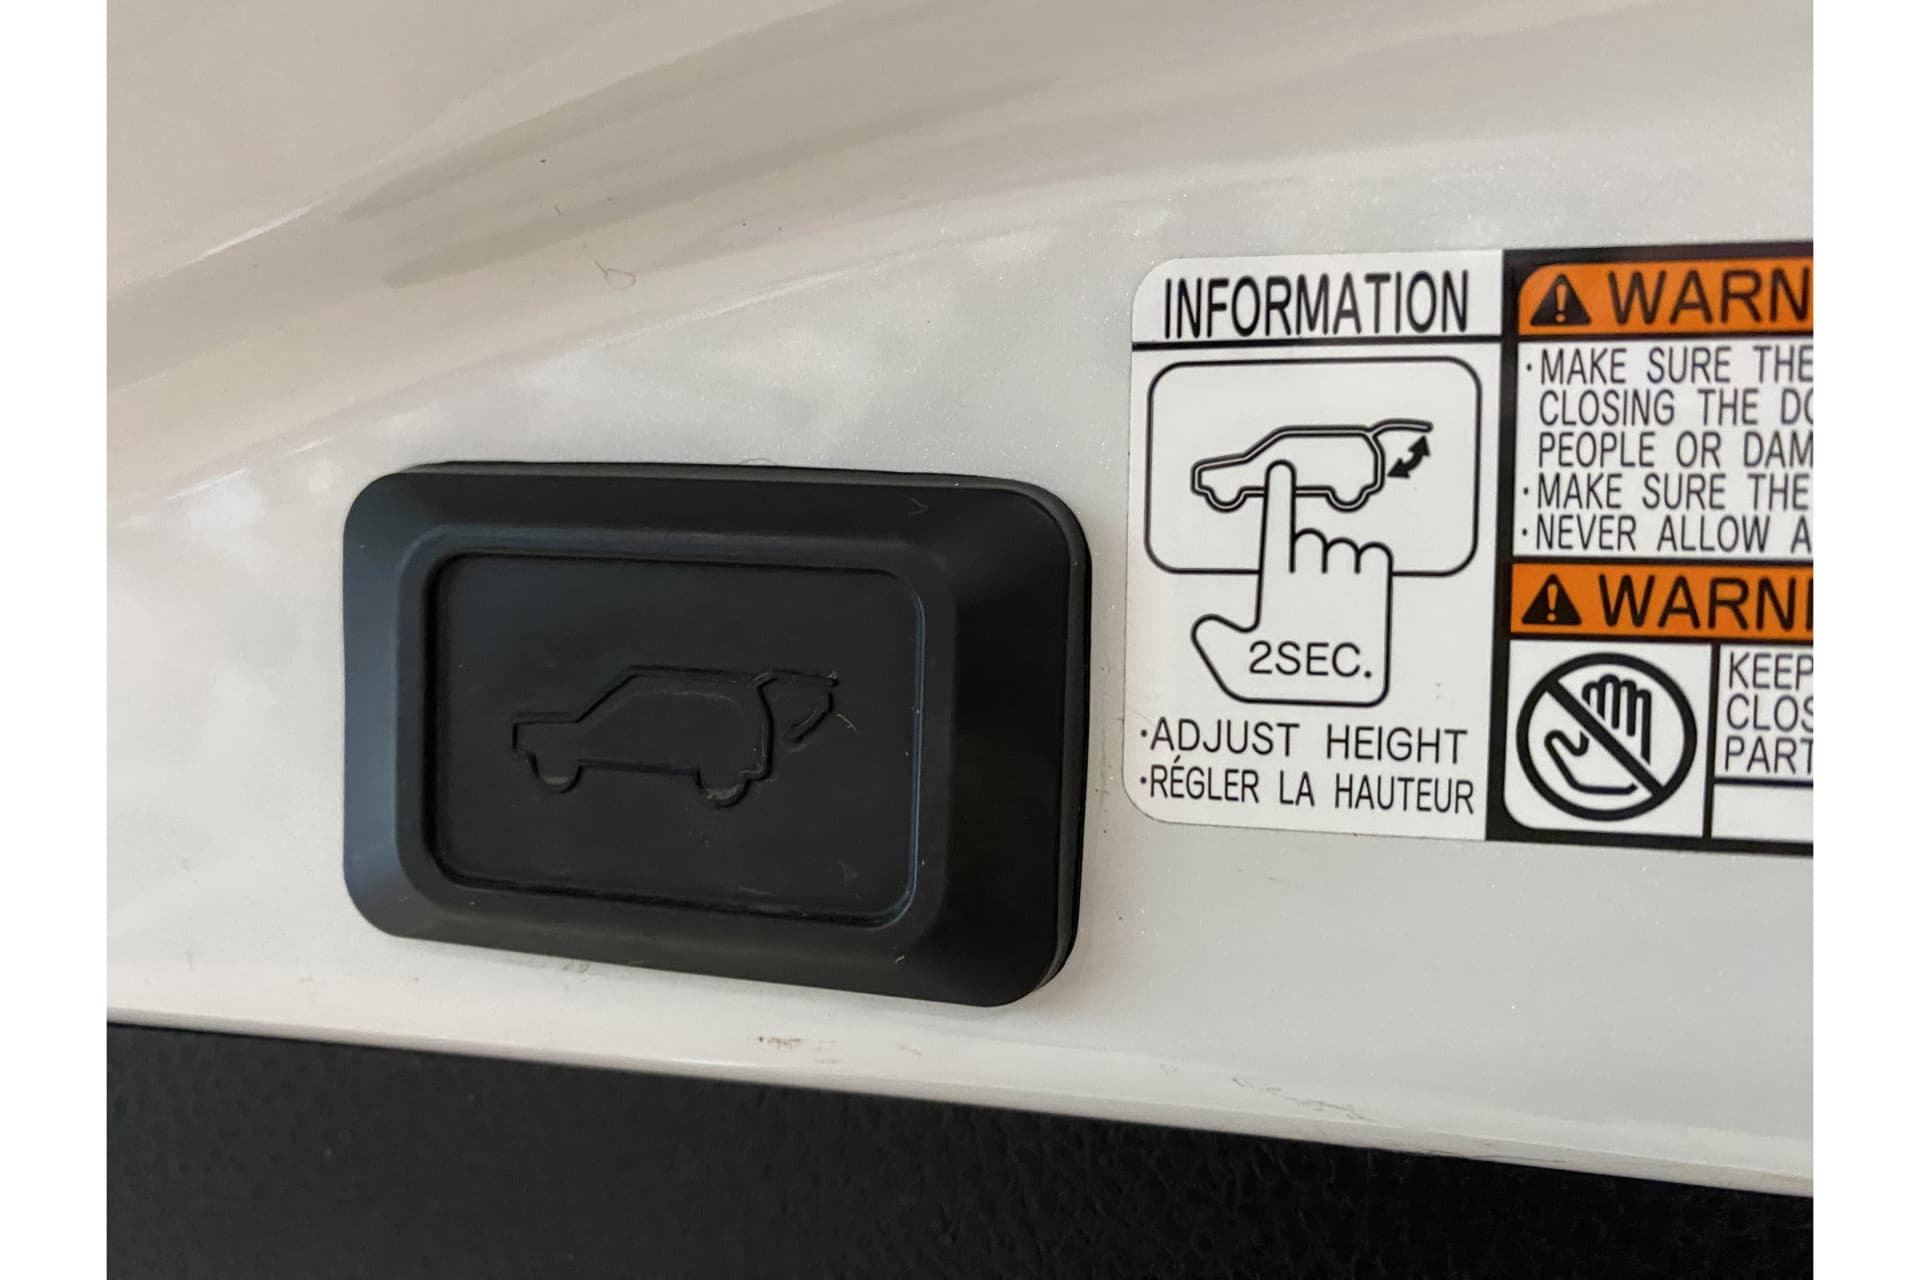 INFORMATION
2SEC.
·ADJUST HEIGHT
·RÉGLER LA HAUTEUR
WARN
·MAKE SURE THE
CLOSING THE
PEOPLE OR DAM
·MAKE SURE THE
·NEVER ALLOW A
WARN
KEEP
CLOS
PART